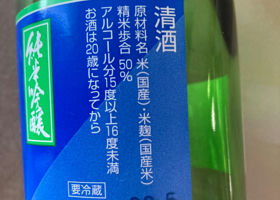 清酒
原材料名 米(国産)・米麹(国産米)
精米歩合 50%
アルコール分15度以上16度未満
お酒は20歳になってから
要冷蔵
純米吟醸